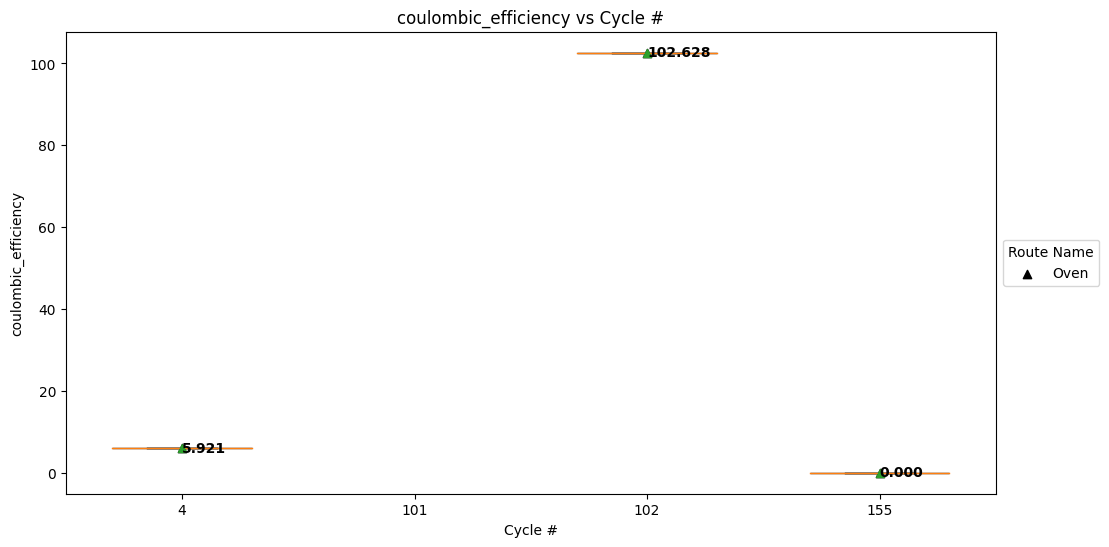 coulombic_efficiency vs Cycle #
coulombic_efficiency
100
80
60
40
20
0
102.628
5.921
0.000
4
101
102
155
Cycle #
Route Name
Oven